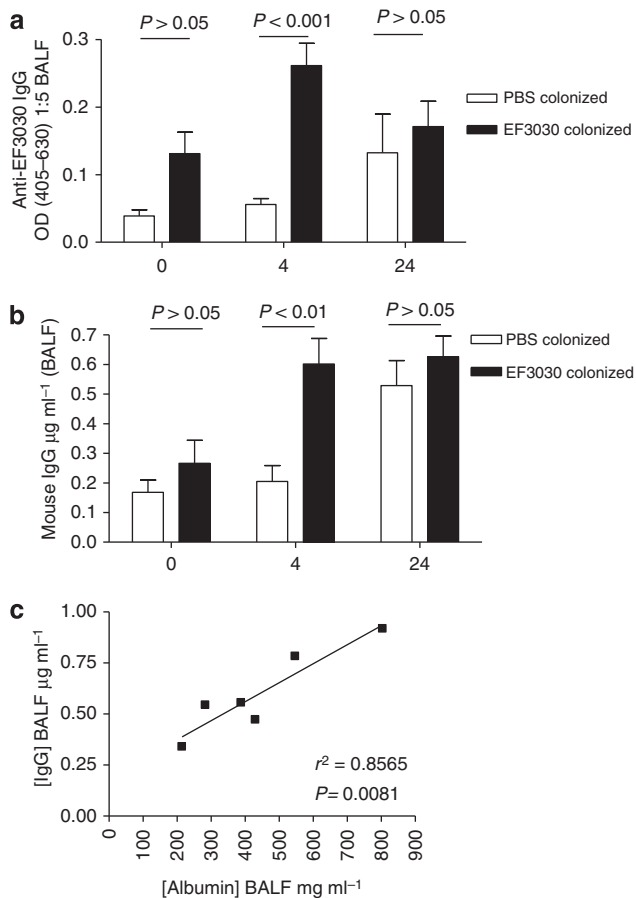 a
P > 0.05
P < 0.001
P > 0.05
0.3
0.2
0.1
0.0
Anti-EF3030 IgG
OD (405–630) 1:5 BALF
PBS colonized
EF3030 colonized
0
4
24
b
P > 0.05
P < 0.01
P > 0.05
0.7
0.6
0.5
0.4
0.3
0.2
0.1
0.0
Mouse IgG µg ml⁻¹ (BALF)
PBS colonized
EF3030 colonized
0
4
24
c
1.00
0.75
0.50
0.25
0.00
[IgG] BALF µg ml⁻¹
r² = 0.8565
P= 0.0081
0
100
200
300
400
500
600
700
800
900
[Albumin] BALF mg ml⁻¹